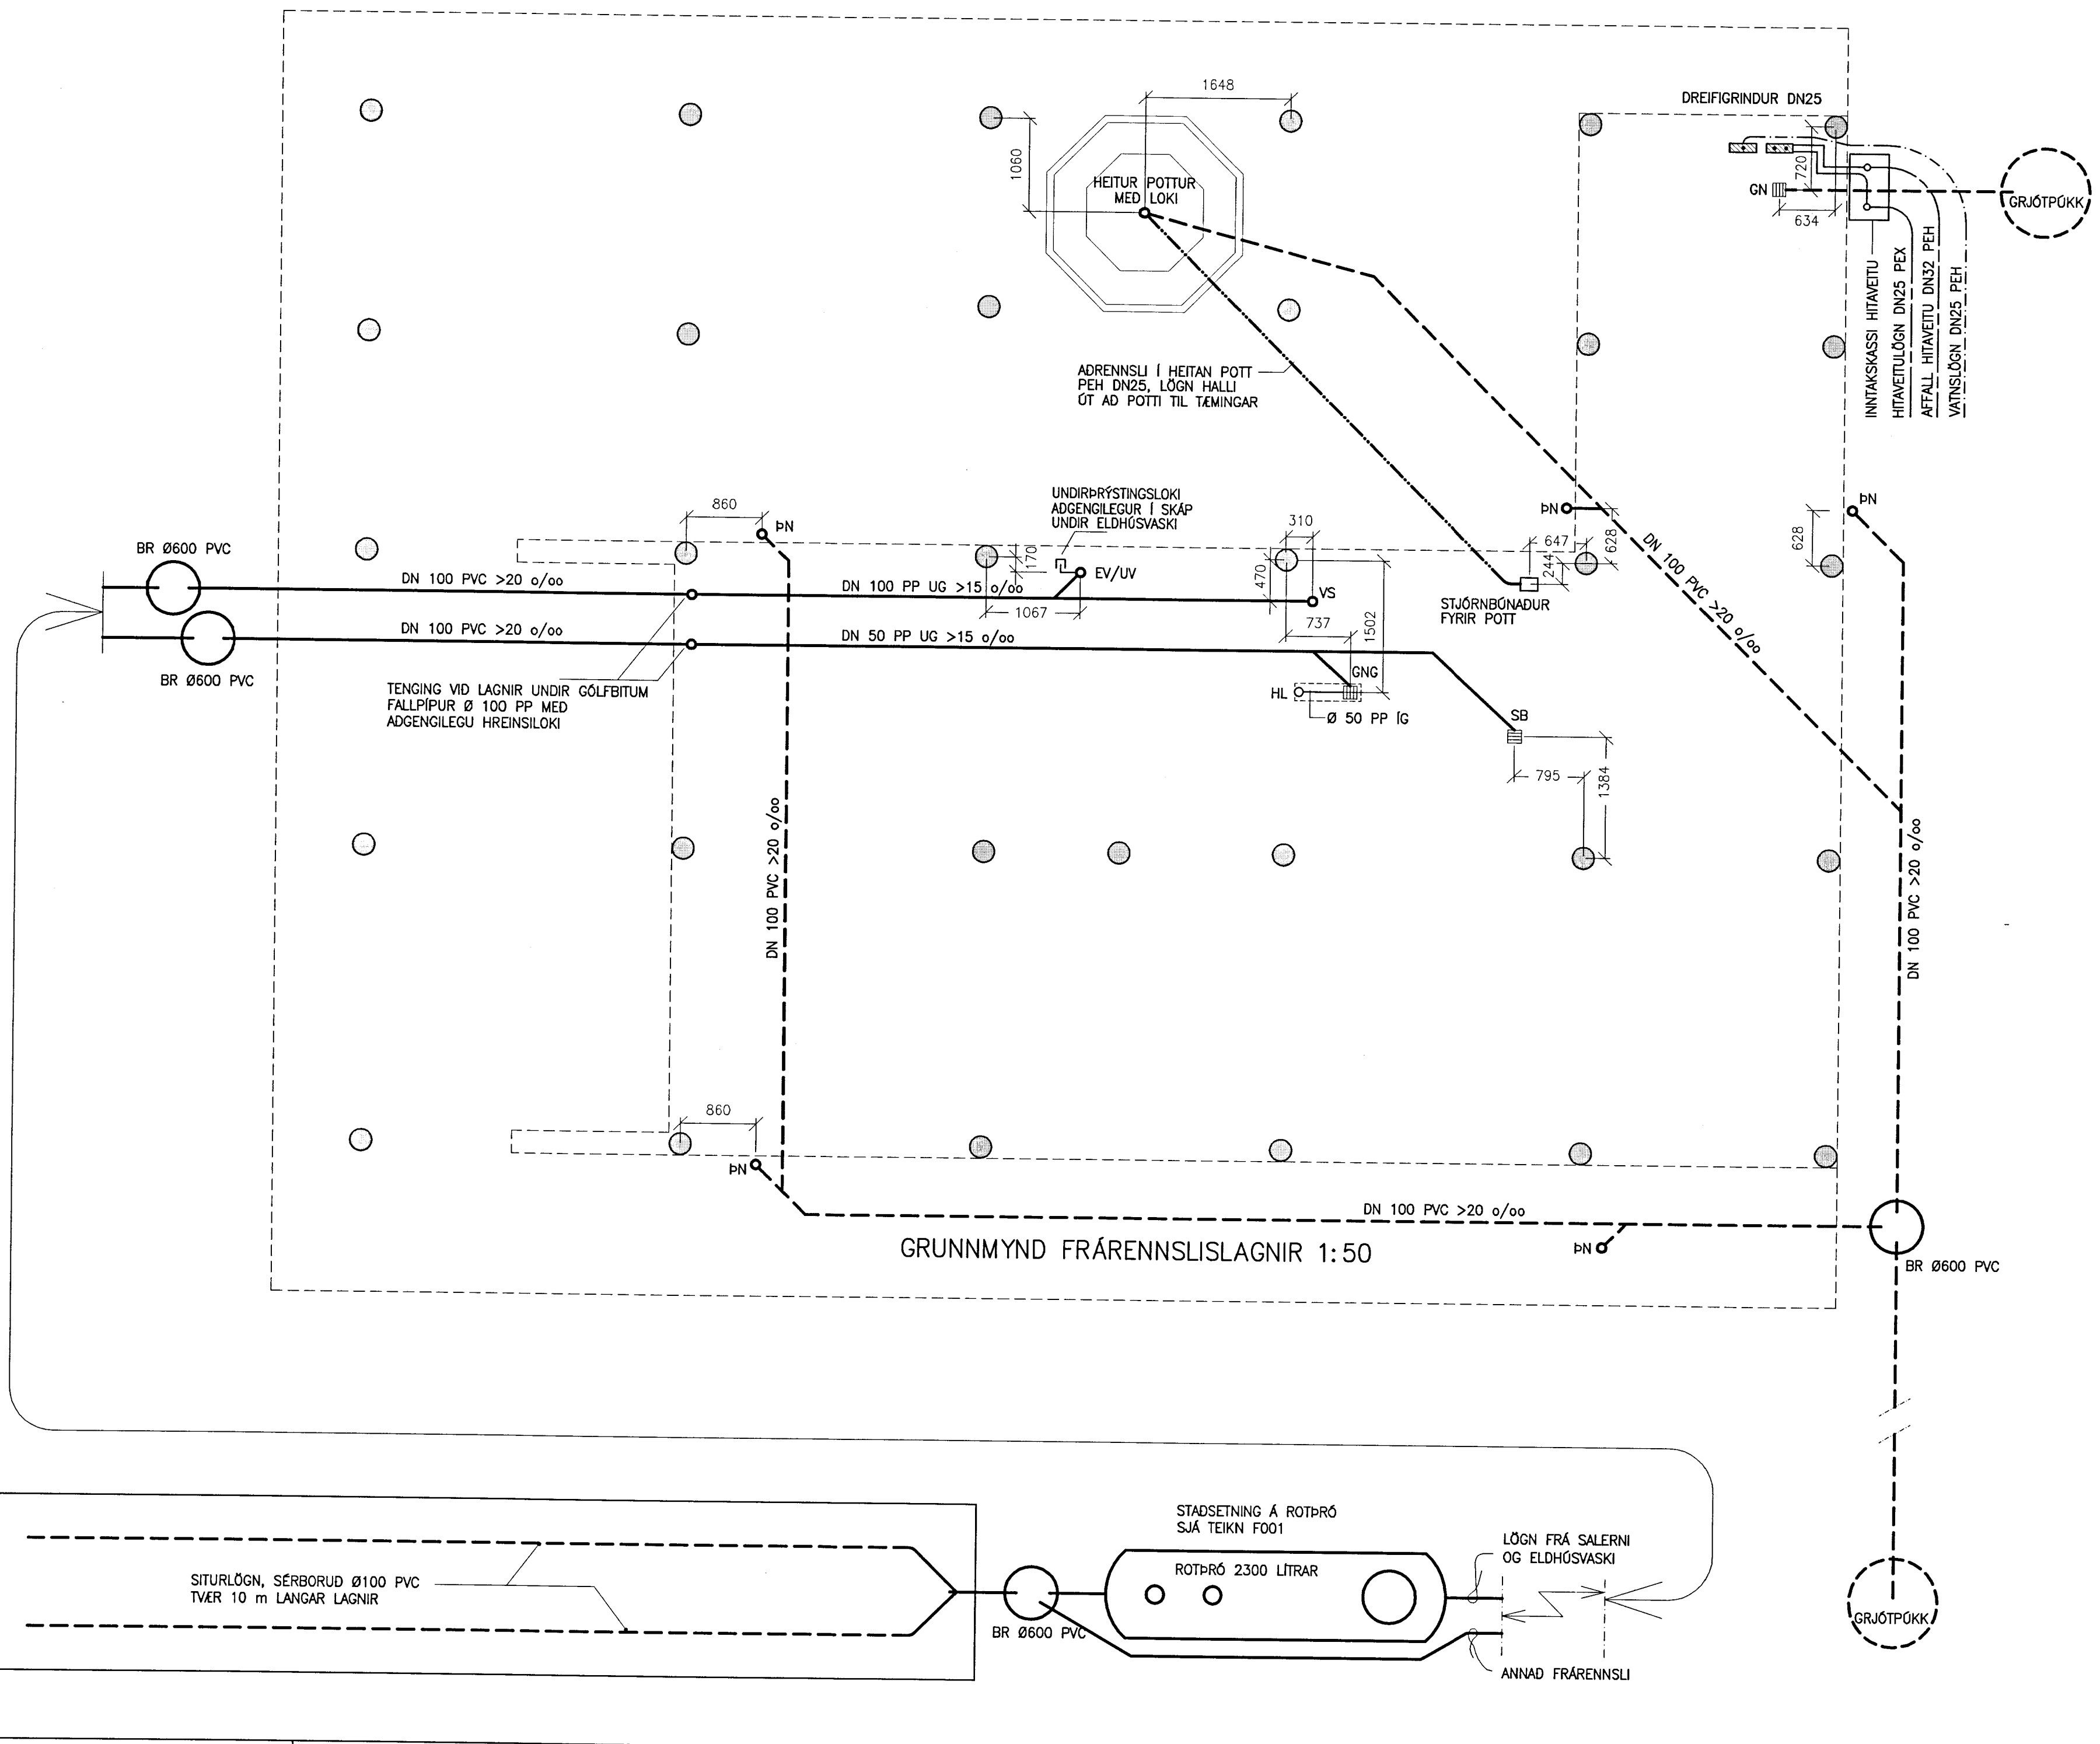 1648
DREIFIGRINDUR DN25
1060
HEITUR POTTUR
MED LOKI
720
GN
634
GRJÓTPÚKK
INNTAKSKASSI HITAVEITU
HITAVEITULÖGN DN25 PEX
AFFALL HITAVEITU DN32 PEH
VATNSLÖGN DN25 PEH
ADRENNSLI Í HEITAN POTT
PEH DN25, LÖGN HALLI
ÚT AD POTTI TIL TÆMINGAR
UNDIRÞRÝSTINGSLOKI
ADGENGILEGUR Í SKÁP
UNDIR ELDHÚSVASKI
860
ÞN
310
ÞN
628
ÞN
628
BR Ø600 PVC
DN 100 PVC >20 o/oo
DN 100 PP UG >15 o/oo
170
EV/UV
1067
470
VS
1502
647
244
STJÓRNBÚNADUR
FYRIR POTT
DN 100 PVC >20 o/oo
DN 100 PVC >20 o/oo
DN 50 PP UG >15 o/oo
737
BR Ø600 PVC
TENGING VID LAGNIR UNDIR GÓLFBITUM
FALLPÍPUR Ø 100 PP MED
ADGENGILEGU HREINSILOKI
GNG
HL
Ø 50 PP ÍG
SB
795
1384
DN 100 PVC >20 o/oo
DN 100 PVC >20 o/oo
860
ÞN
DN 100 PVC >20 o/oo
GRUNNMYND FRÁRENNSLISLAGNIR 1:50
ÞN
BR Ø600 PVC
STADSETNING Á ROTÞRÓ
SJÁ TEIKN F001
ROTÞRÓ 2300 LÍTRAR
LÖGN FRÁ SALERNI
OG ELDHÚSVASKI
SITURLÖGN, SÉRBORUD Ø100 PVC
TVÆR 10 m LANGAR LAGNIR
BR Ø600 PVC
ANNAD FRÁRENNSLI
GRJÓTPÚKK